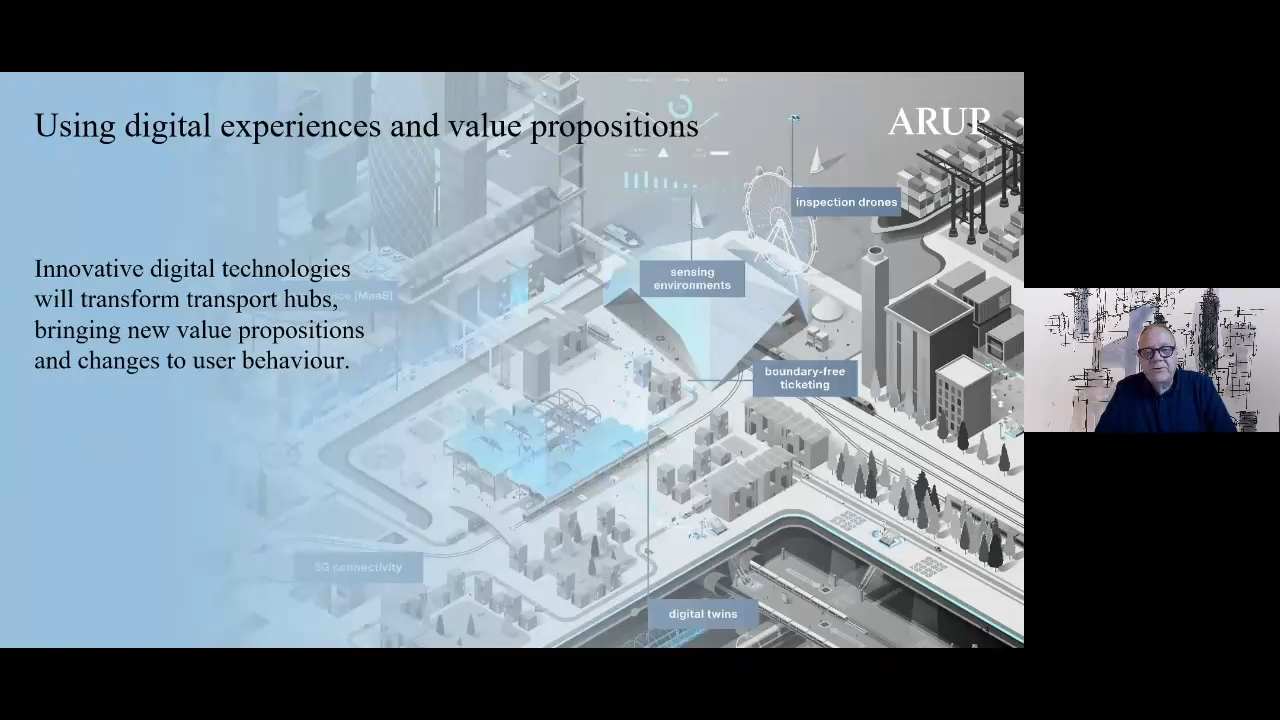 Using digital experiences and value propositions
ARUP
inspection drones
sensing
environments
Innovative digital technologies
will transform transport hubs,
bringing new value propositions
and changes to user behaviour.
(MaaS)
boundary-free
ticketing
5G connectivity
digital twins